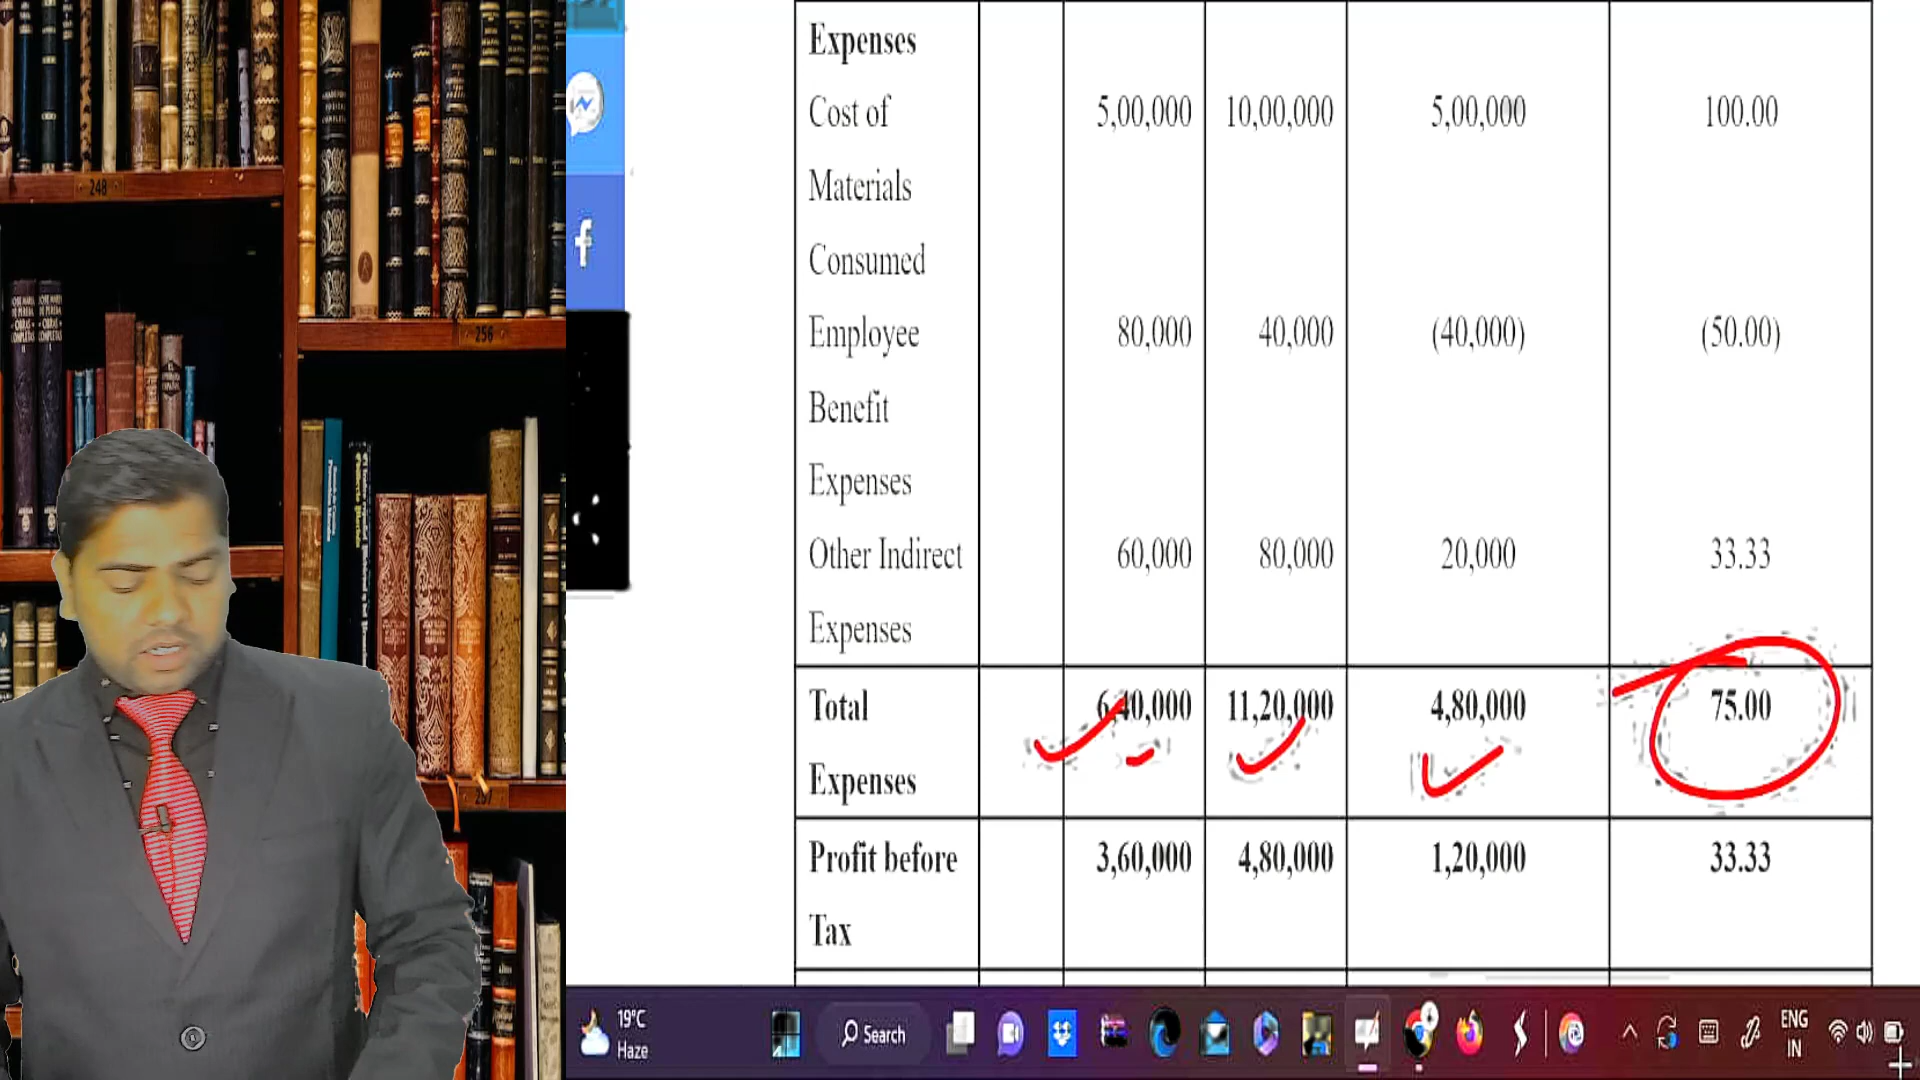 248
256
257
Expenses
Cost of 5,00,000 10,00,000 5,00,000 100.00
Materials
Consumed
Employee 80,000 40,000 (40,000) (50.00)
Benefit
Expenses
Other Indirect 60,000 80,000 20,000 33.33
Expenses
Total 6,40,000 11,20,000 4,80,000 75.00
Expenses
Profit before 3,60,000 4,80,000 1,20,000 33.33
Tax
19°C
Haze
Search
ENG
IN